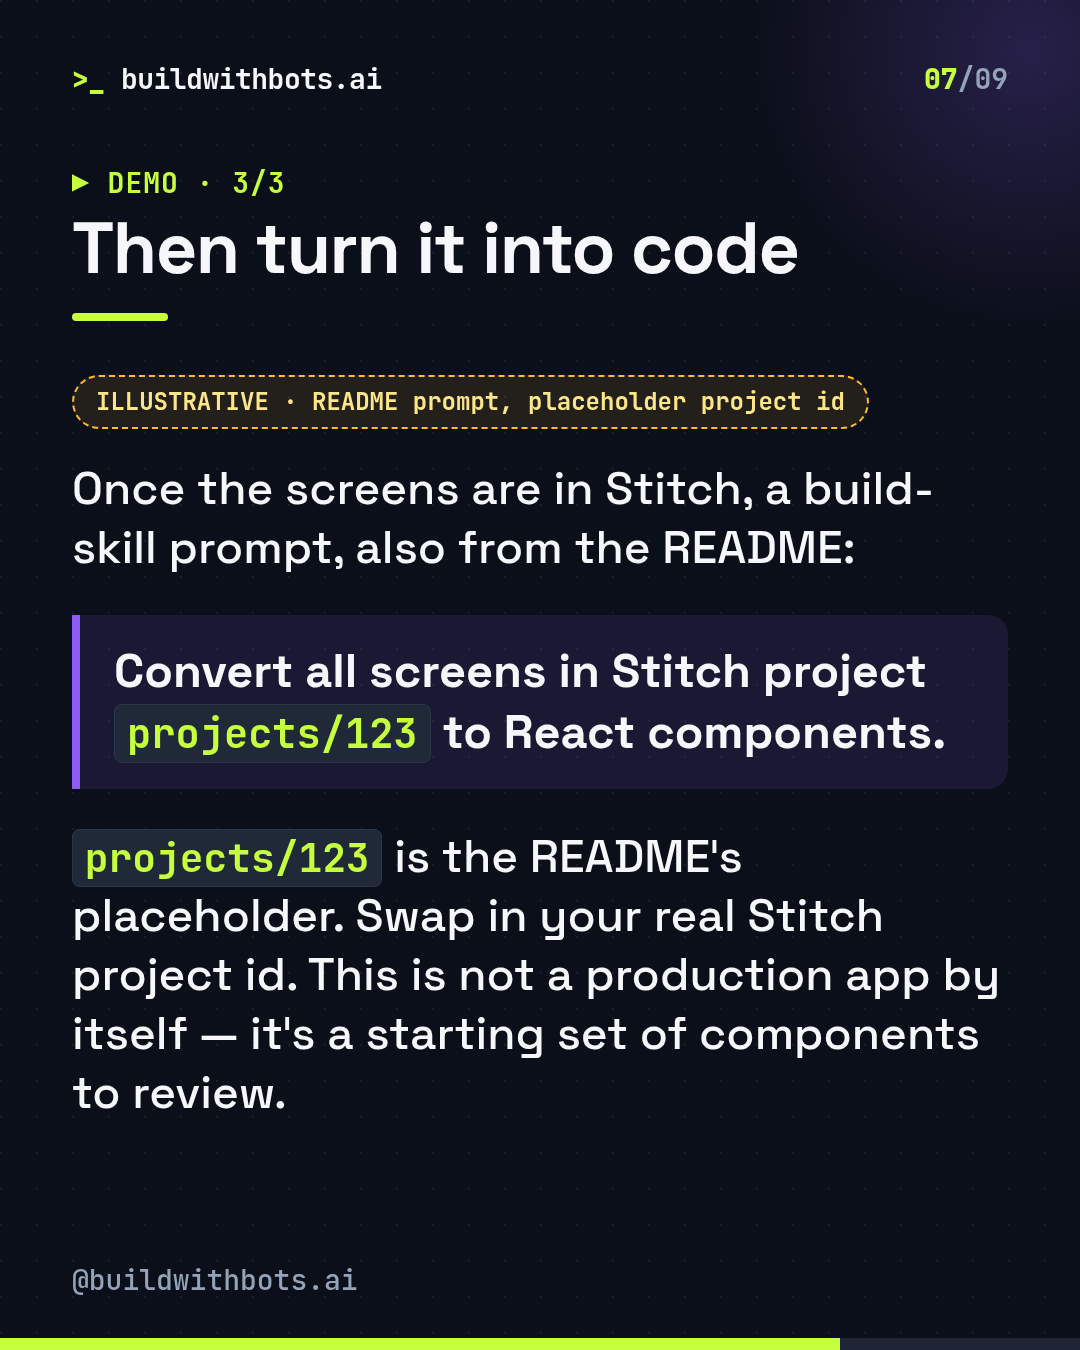 >_ buildwithbots.ai
07/09
▶ DEMO · 3/3
Then turn it into code
ILLUSTRATIVE · README prompt, placeholder project id
Once the screens are in Stitch, a build-
skill prompt, also from the README:
Convert all screens in Stitch project
projects/123 to React components.
projects/123 is the README's
placeholder. Swap in your real Stitch
project id. This is not a production app by
itself — it's a starting set of components
to review.
@buildwithbots.ai